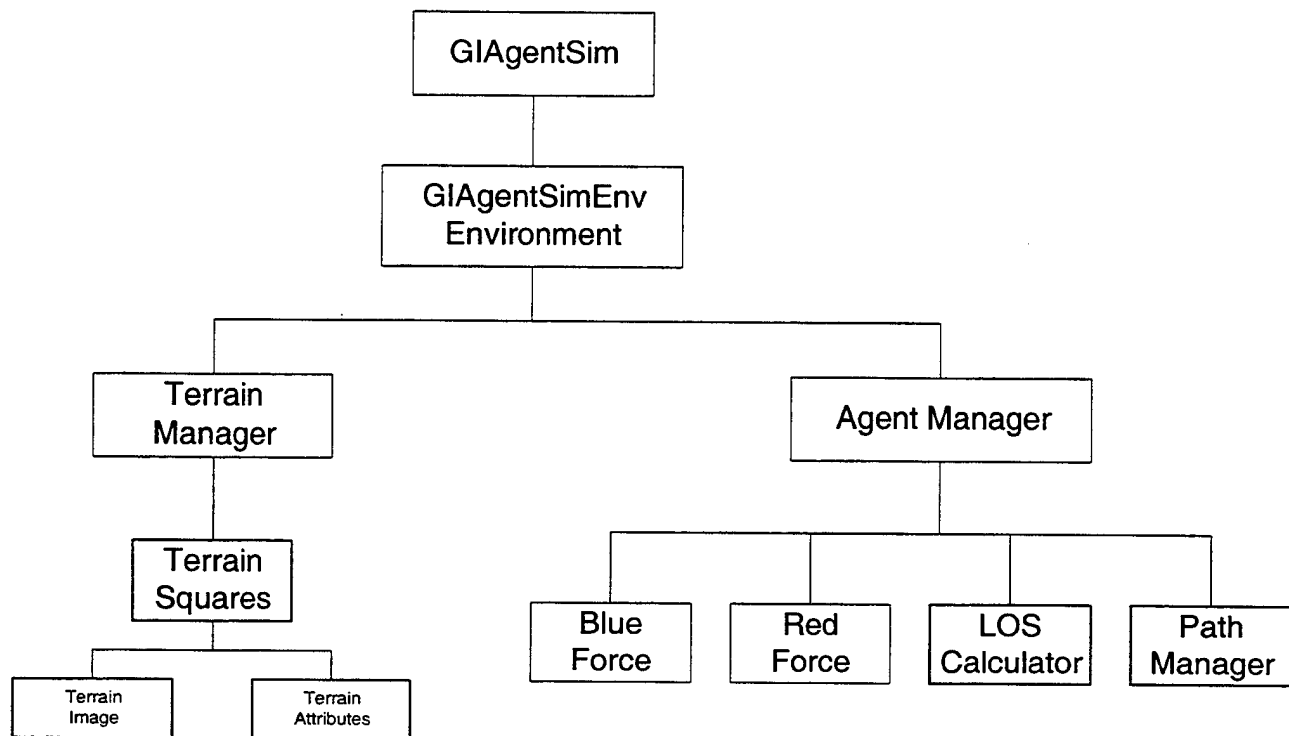 GIAgentSim
GIAgentSimEnv
Environment
Terrain
Manager
Agent Manager
Terrain
Squares
Blue
Force
Red
Force
LOS
Calculator
Path
Manager
Terrain
Image
Terrain
Attributes